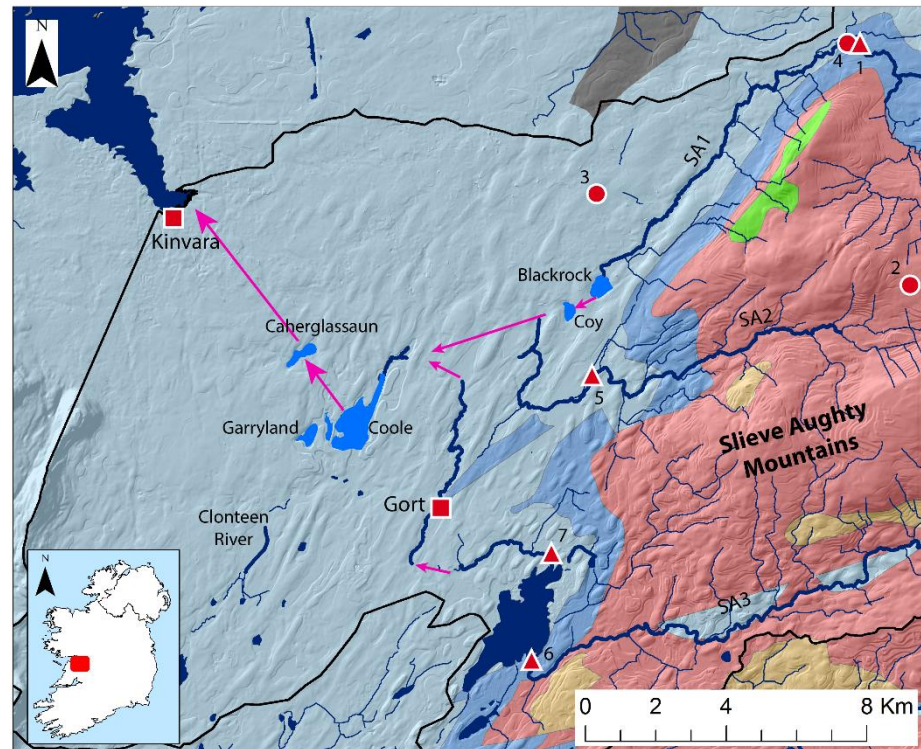 N
4
1
SA1
3
Kinvara
Blackrock
2
Coy
SA2
Caherglassaun
5
Garryland
Coole
Slieve Aughty
Mountains
Gort
Clonteen
River
7
N
SA3
6
0 2 4 8 Km